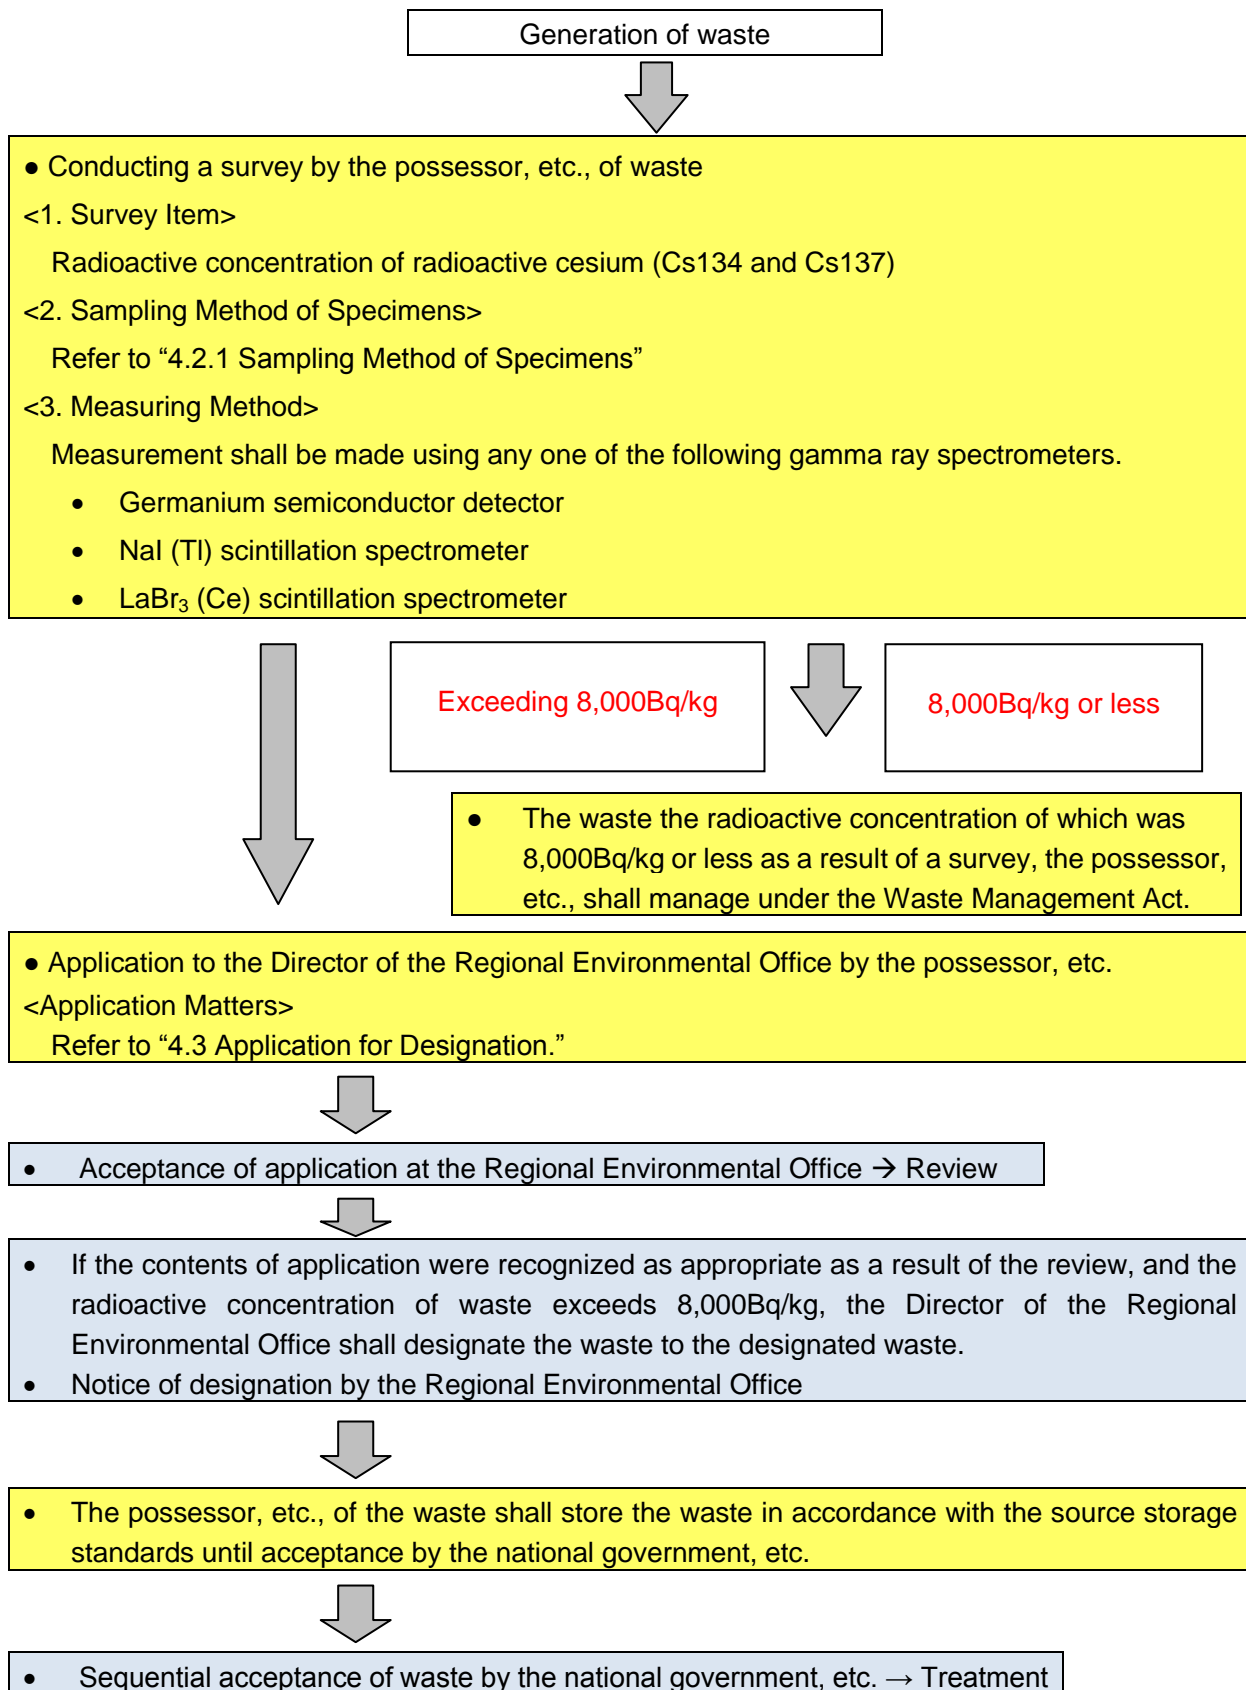 Generation of waste
● Conducting a survey by the possessor, etc., of waste
<1. Survey Item>
Radioactive concentration of radioactive cesium (Cs134 and Cs137)
<2. Sampling Method of Specimens>
Refer to “4.2.1 Sampling Method of Specimens”
<3. Measuring Method>
Measurement shall be made using any one of the following gamma ray spectrometers.
• Germanium semiconductor detector
• NaI (Tl) scintillation spectrometer
• LaBr₃ (Ce) scintillation spectrometer
Exceeding 8,000Bq/kg
8,000Bq/kg or less
● The waste the radioactive concentration of which was
8,000Bq/kg or less as a result of a survey, the possessor,
etc., shall manage under the Waste Management Act.
● Application to the Director of the Regional Environmental Office by the possessor, etc.
<Application Matters>
Refer to “4.3 Application for Designation.”
• Acceptance of application at the Regional Environmental Office → Review
• If the contents of application were recognized as appropriate as a result of the review, and the
radioactive concentration of waste exceeds 8,000Bq/kg, the Director of the Regional
Environmental Office shall designate the waste to the designated waste.
• Notice of designation by the Regional Environmental Office
• The possessor, etc., of the waste shall store the waste in accordance with the source storage
standards until acceptance by the national government, etc.
• Sequential acceptance of waste by the national government, etc. → Treatment